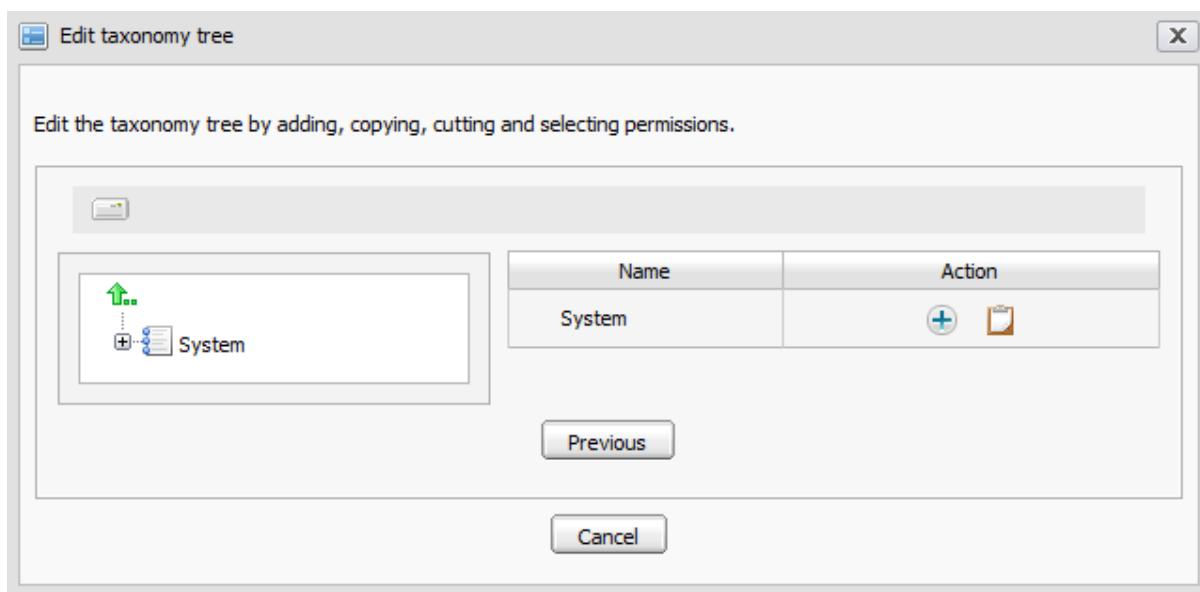 Edit taxonomy tree
Edit the taxonomy tree by adding, copying, cutting and selecting permissions.
Name Action
System
System
Previous
Cancel